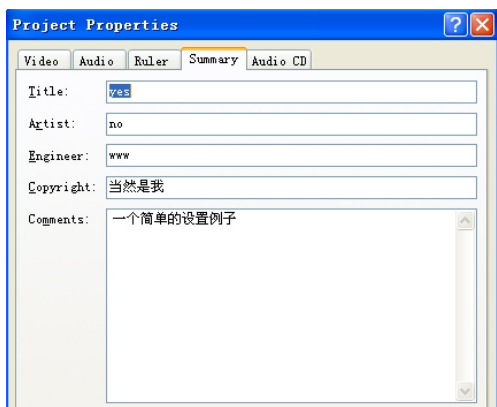 Project Properties
Video Audio Ruler Summary Audio CD
Title: yes
Artist: no
Engineer: www
Copyright: 当然是我
Comments: 一个简单的设置例子